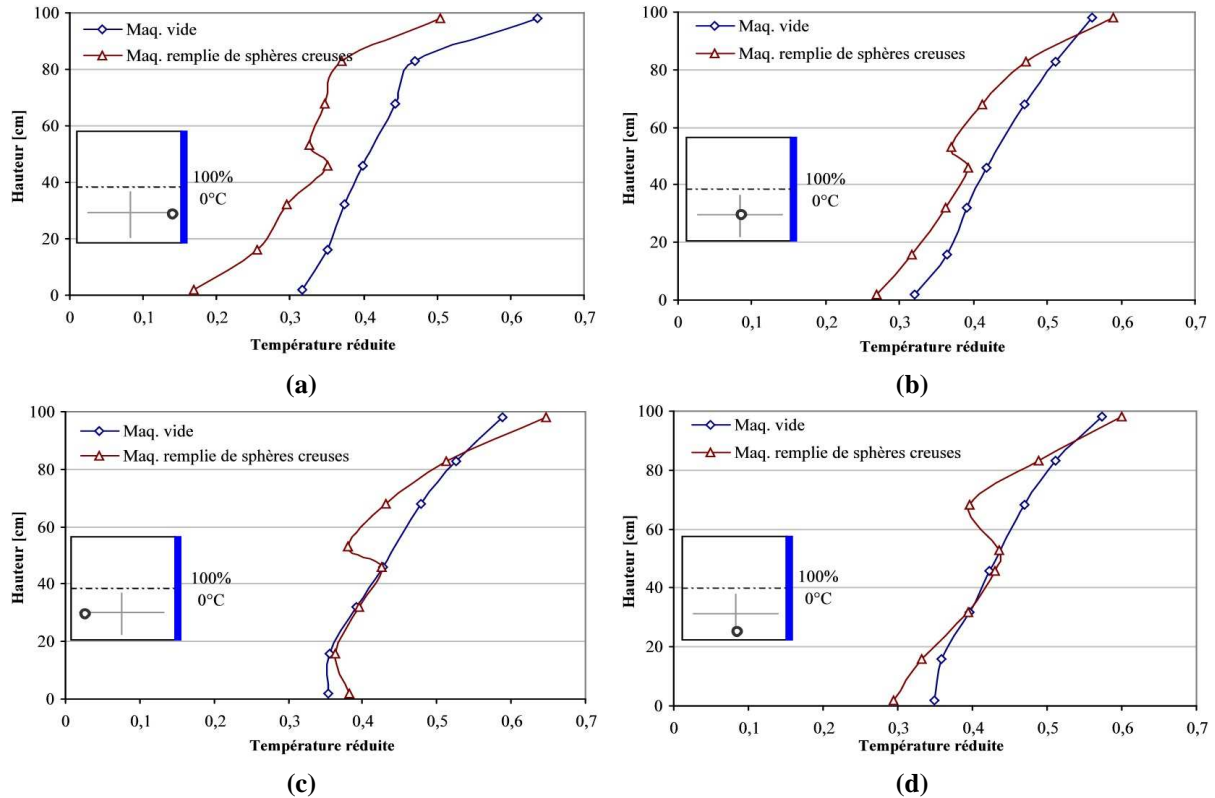 100
80
60
40
20
0
Hauteur [cm]
Maq. vide
Maq. remplie de sphères creuses
100%
0°C
0
0,1
0,2
0,3
0,4
0,5
0,6
0,7
Température réduite
(a)
100
80
60
40
20
0
Hauteur [cm]
Maq. vide
Maq. remplie de sphères creuses
100%
0°C
0
0,1
0,2
0,3
0,4
0,5
0,6
0,7
Température réduite
(b)
100
80
60
40
20
0
Hauteur [cm]
Maq. vide
Maq. remplie de sphères creuses
100%
0°C
0
0,1
0,2
0,3
0,4
0,5
0,6
0,7
Température réduite
(c)
100
80
60
40
20
0
Hauteur [cm]
Maq. vide
Maq. remplie de sphères creuses
100%
0°C
0
0,1
0,2
0,3
0,4
0,5
0,6
0,7
Température réduite
(d)